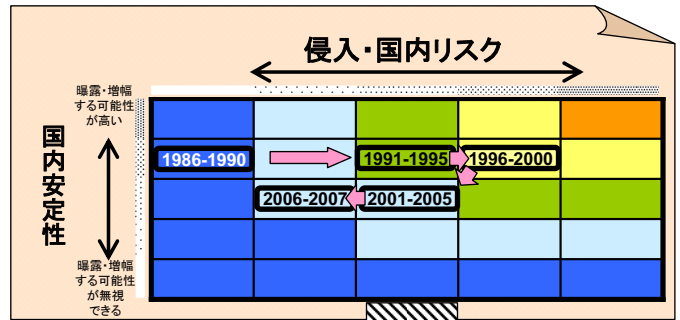 侵入・国内リスク
曝露・増幅
する可能性
が高い
国内安定性
1986-1990
1991-1995
1996-2000
2006-2007
2001-2005
曝露・増幅
する可能性
が無視
できる